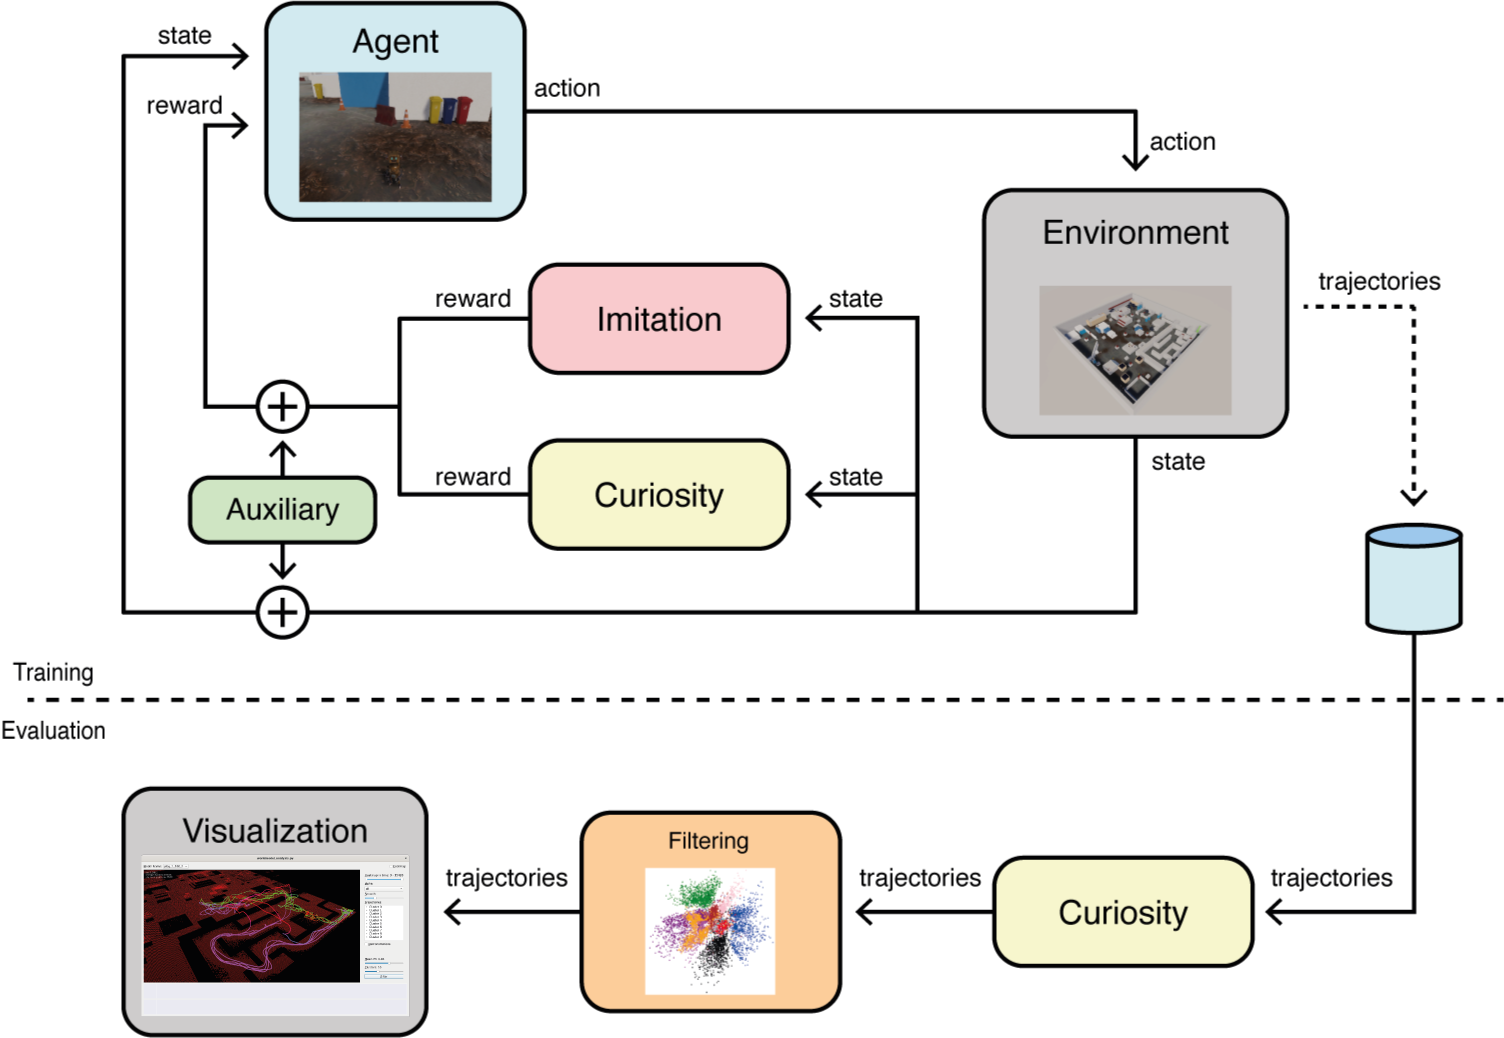 state
Agent
reward
action
action
Environment
trajectories
reward
Imitation
state
state
reward
Curiosity
state
Auxiliary
Training
Evaluation
Visualization
Filtering
trajectories
trajectories
trajectories
Curiosity